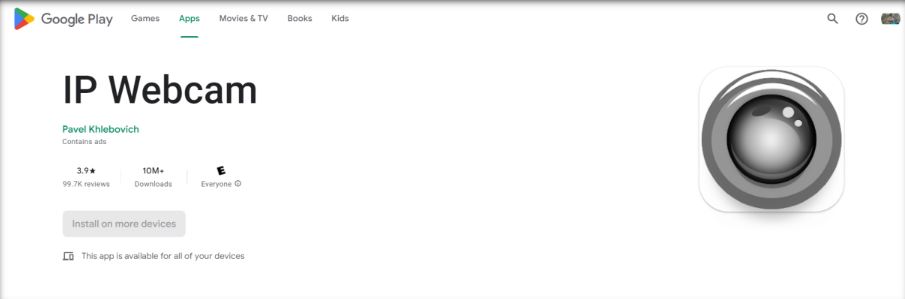 Google Play Games Apps Movies & TV Books Kids
IP Webcam
Pavel Khlebovich
Contains ads
3.9★ 10M+ E
99.7K reviews Downloads Everyone
Install on more devices
This app is available for all of your devices